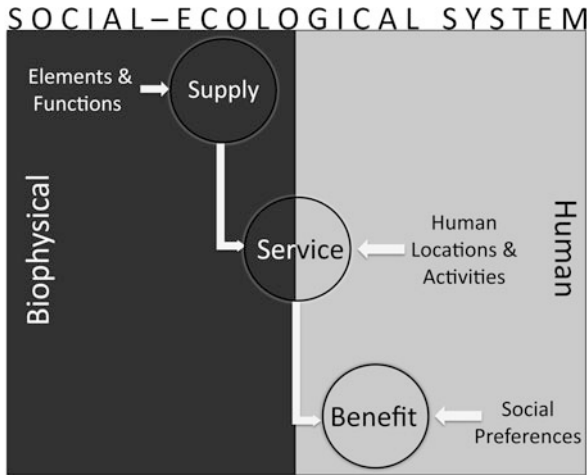 SOCIAL–ECOLOGICAL SYSTEM
Elements &
Functions
Supply
Biophysical
Service
Human
Locations &
Activities
Human
Benefit
Social
Preferences